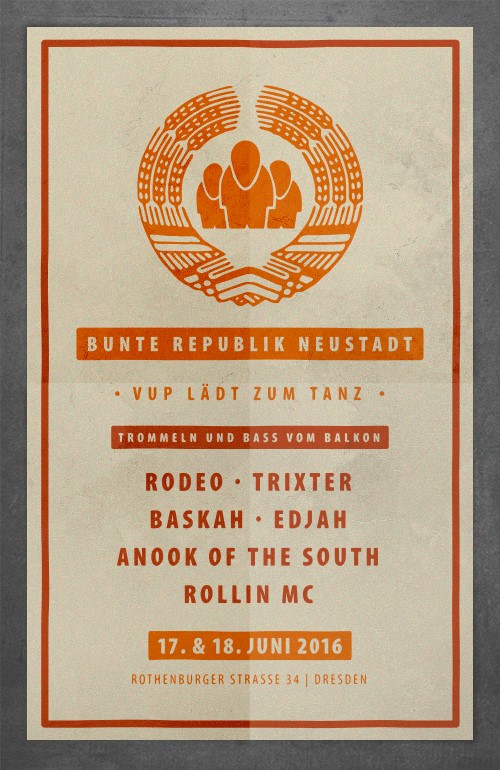 BUNTE REPUBLIK NEUSTADT
• VUP LÄDT ZUM TANZ •
TROMMELN UND BASS VOM BALKON
RODEO • TRIXTER
BASKAH • EDJAH
ANOOK OF THE SOUTH
ROLLIN MC
17. & 18. JUNI 2016
ROTHENBURGER STRASSE 34 | DRESDEN